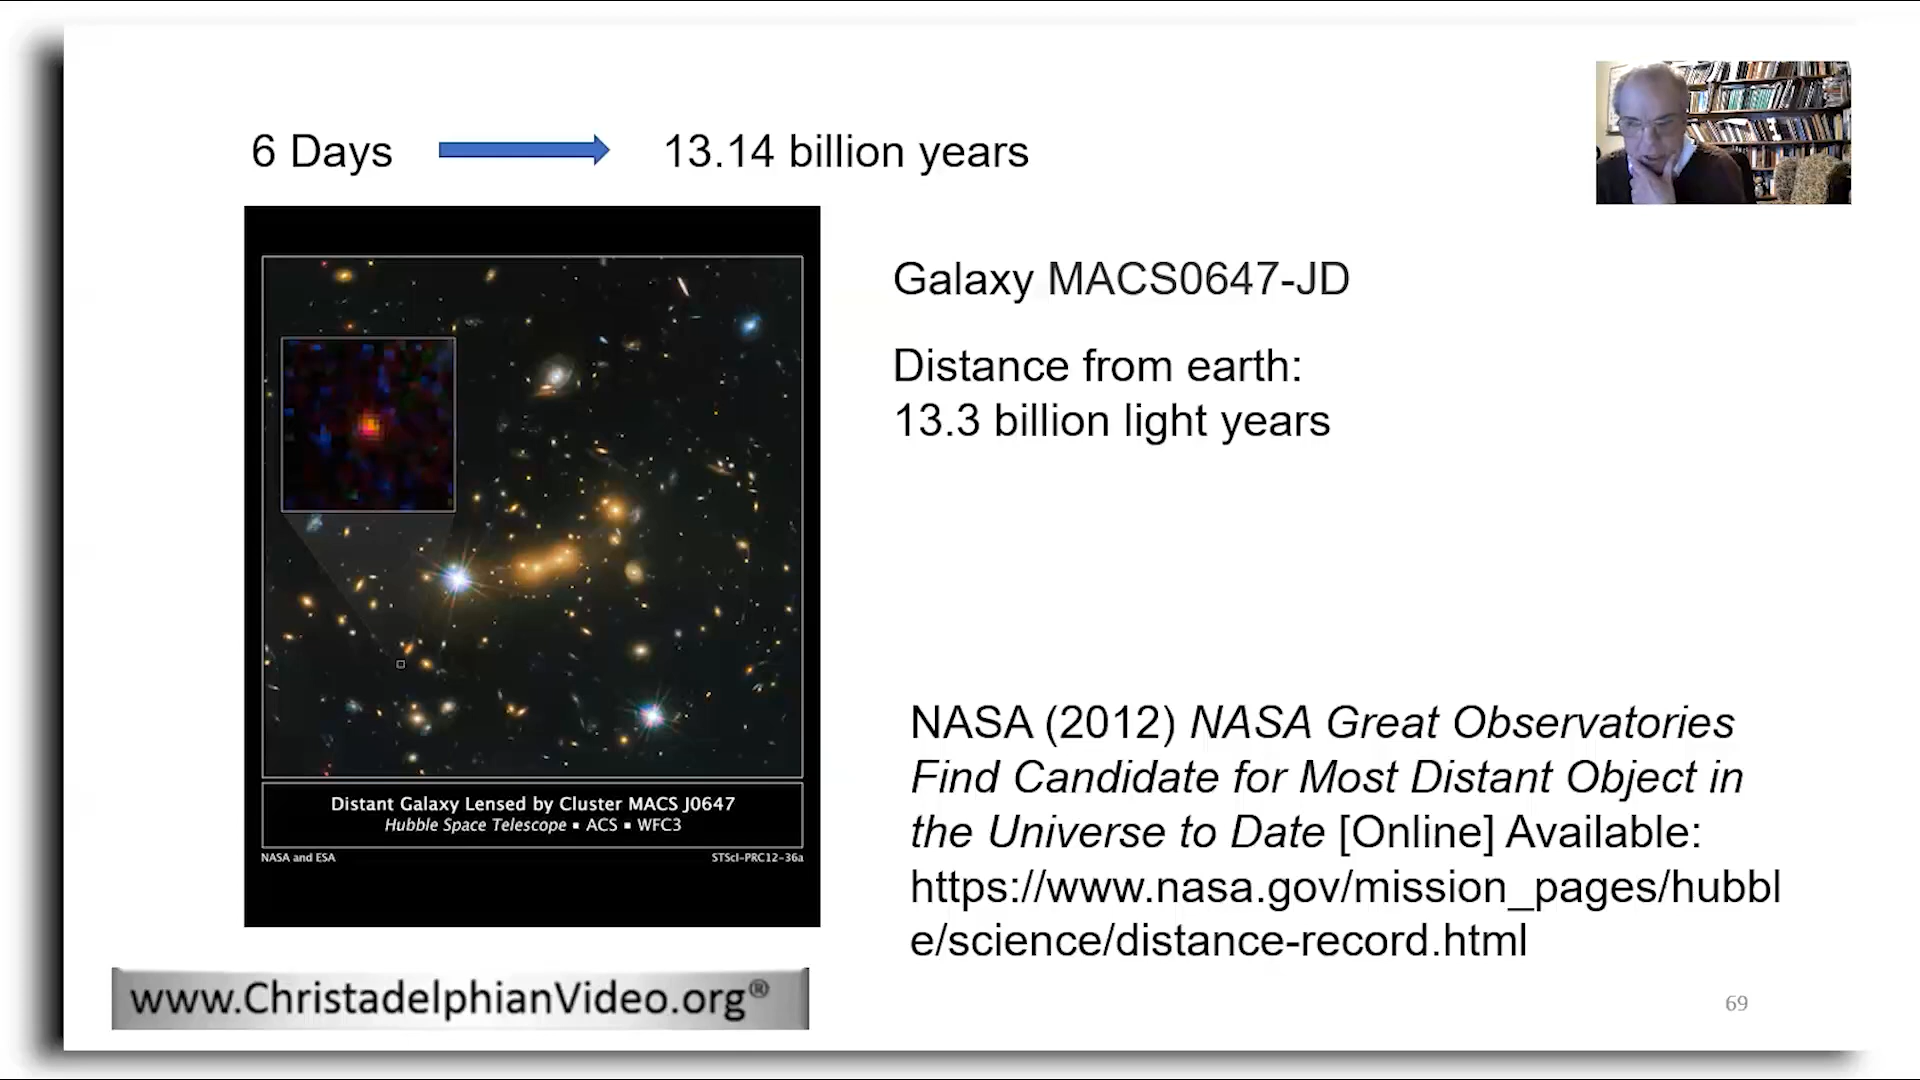 6 Days
13.14 billion years
Galaxy MACS0647-JD
Distance from earth:
13.3 billion light years
Distant Galaxy Lensed by Cluster MACS J0647
Hubble Space Telescope ▪ ACS ▪ WFC3
NASA and ESA
STScI-PRC12-36a
NASA (2012) NASA Great Observatories
Find Candidate for Most Distant Object in
the Universe to Date [Online] Available:
https://www.nasa.gov/mission_pages/hubbl
e/science/distance-record.html
www.ChristadelphianVideo.org®
69